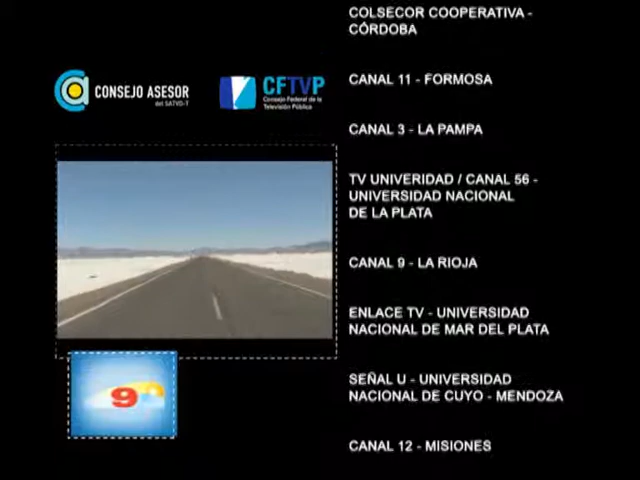 COLSECOR COOPERATIVA -
CÓRDOBA
CONSEJO ASESOR
del SATVD-T
CFTVP
Consejo Federal de la
Televisión Pública
CANAL 11 - FORMOSA
CANAL 3 - LA PAMPA
TV UNIVERIDAD / CANAL 56 -
UNIVERSIDAD NACIONAL
DE LA PLATA
CANAL 9 - LA RIOJA
ENLACE TV - UNIVERSIDAD
NACIONAL DE MAR DEL PLATA
SEÑAL U - UNIVERSIDAD
NACIONAL DE CUYO - MENDOZA
9
CANAL 12 - MISIONES